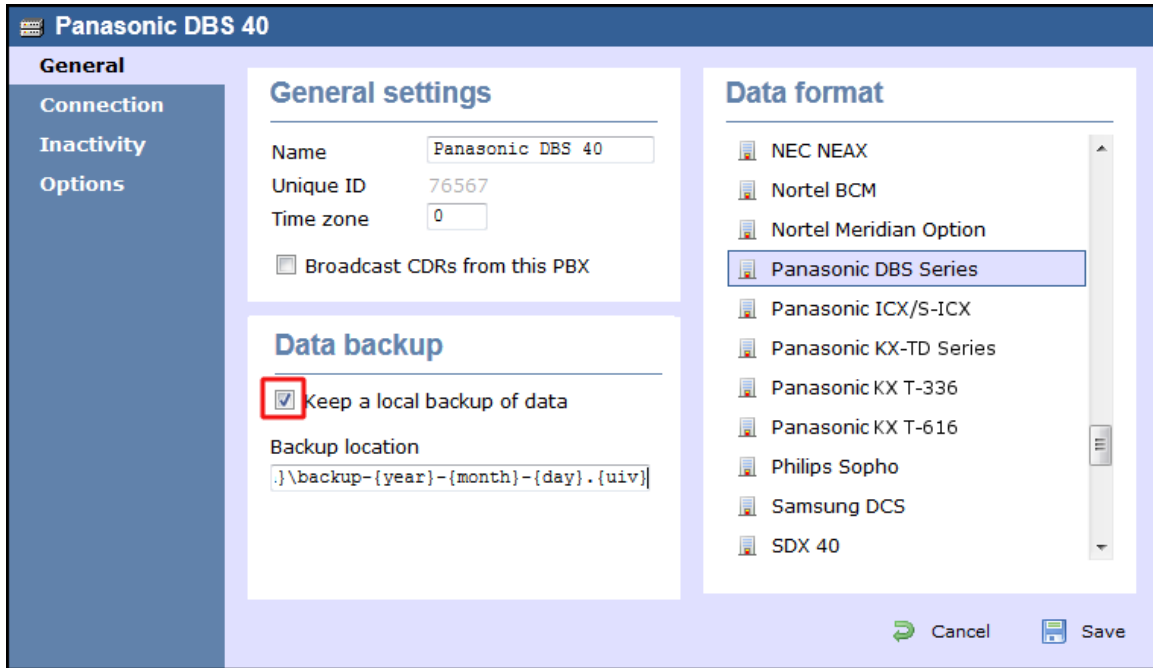 Panasonic DBS 40
General
Connection
Inactivity
Options
General settings
Name Panasonic DBS 40
Unique ID 76567
Time zone 0
Broadcast CDRs from this PBX
Data backup
Keep a local backup of data
Backup location
.}\backup-{year}-{month}-{day}.{uiv}
Data format
NEC NEAX
Nortel BCM
Nortel Meridian Option
Panasonic DBS Series
Panasonic ICX/S-ICX
Panasonic KX-TD Series
Panasonic KX T-336
Panasonic KX T-616
Philips Sopho
Samsung DCS
SDX 40
Cancel Save